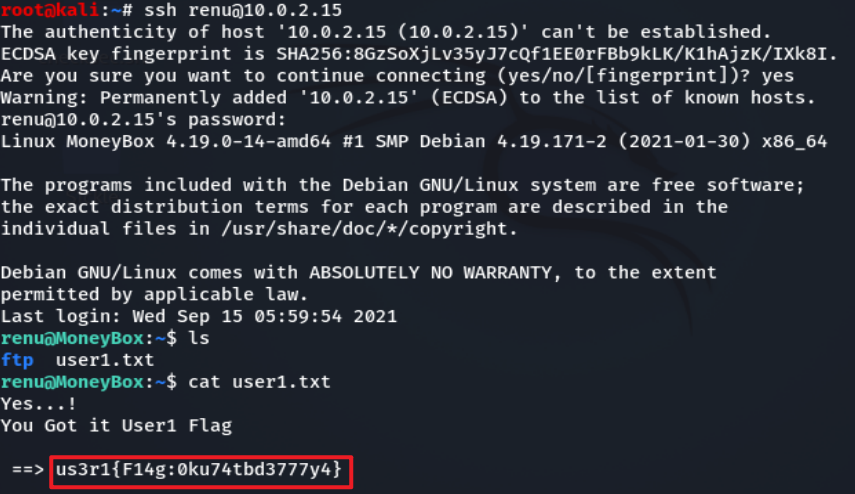 root@kali:~# ssh renu@10.0.2.15
The authenticity of host '10.0.2.15 (10.0.2.15)' can't be established.
ECDSA key fingerprint is SHA256:8GzSoXjLv35yJ7cQf1EE0rFBb9kLK/K1hAjzK/IXk8I.
Are you sure you want to continue connecting (yes/no/[fingerprint])? yes
Warning: Permanently added '10.0.2.15' (ECDSA) to the list of known hosts.
renu@10.0.2.15's password:
Linux MoneyBox 4.19.0-14-amd64 #1 SMP Debian 4.19.171-2 (2021-01-30) x86_64
The programs included with the Debian GNU/Linux system are free software;
the exact distribution terms for each program are described in the
individual files in /usr/share/doc/*/copyright.
Debian GNU/Linux comes with ABSOLUTELY NO WARRANTY, to the extent
permitted by applicable law.
Last login: Wed Sep 15 05:59:54 2021
renu@MoneyBox:~$ ls
ftp  user1.txt
renu@MoneyBox:~$ cat user1.txt
Yes...!
You Got it User1 Flag
==> us3r1{F14g:0ku74tbd3777y4}